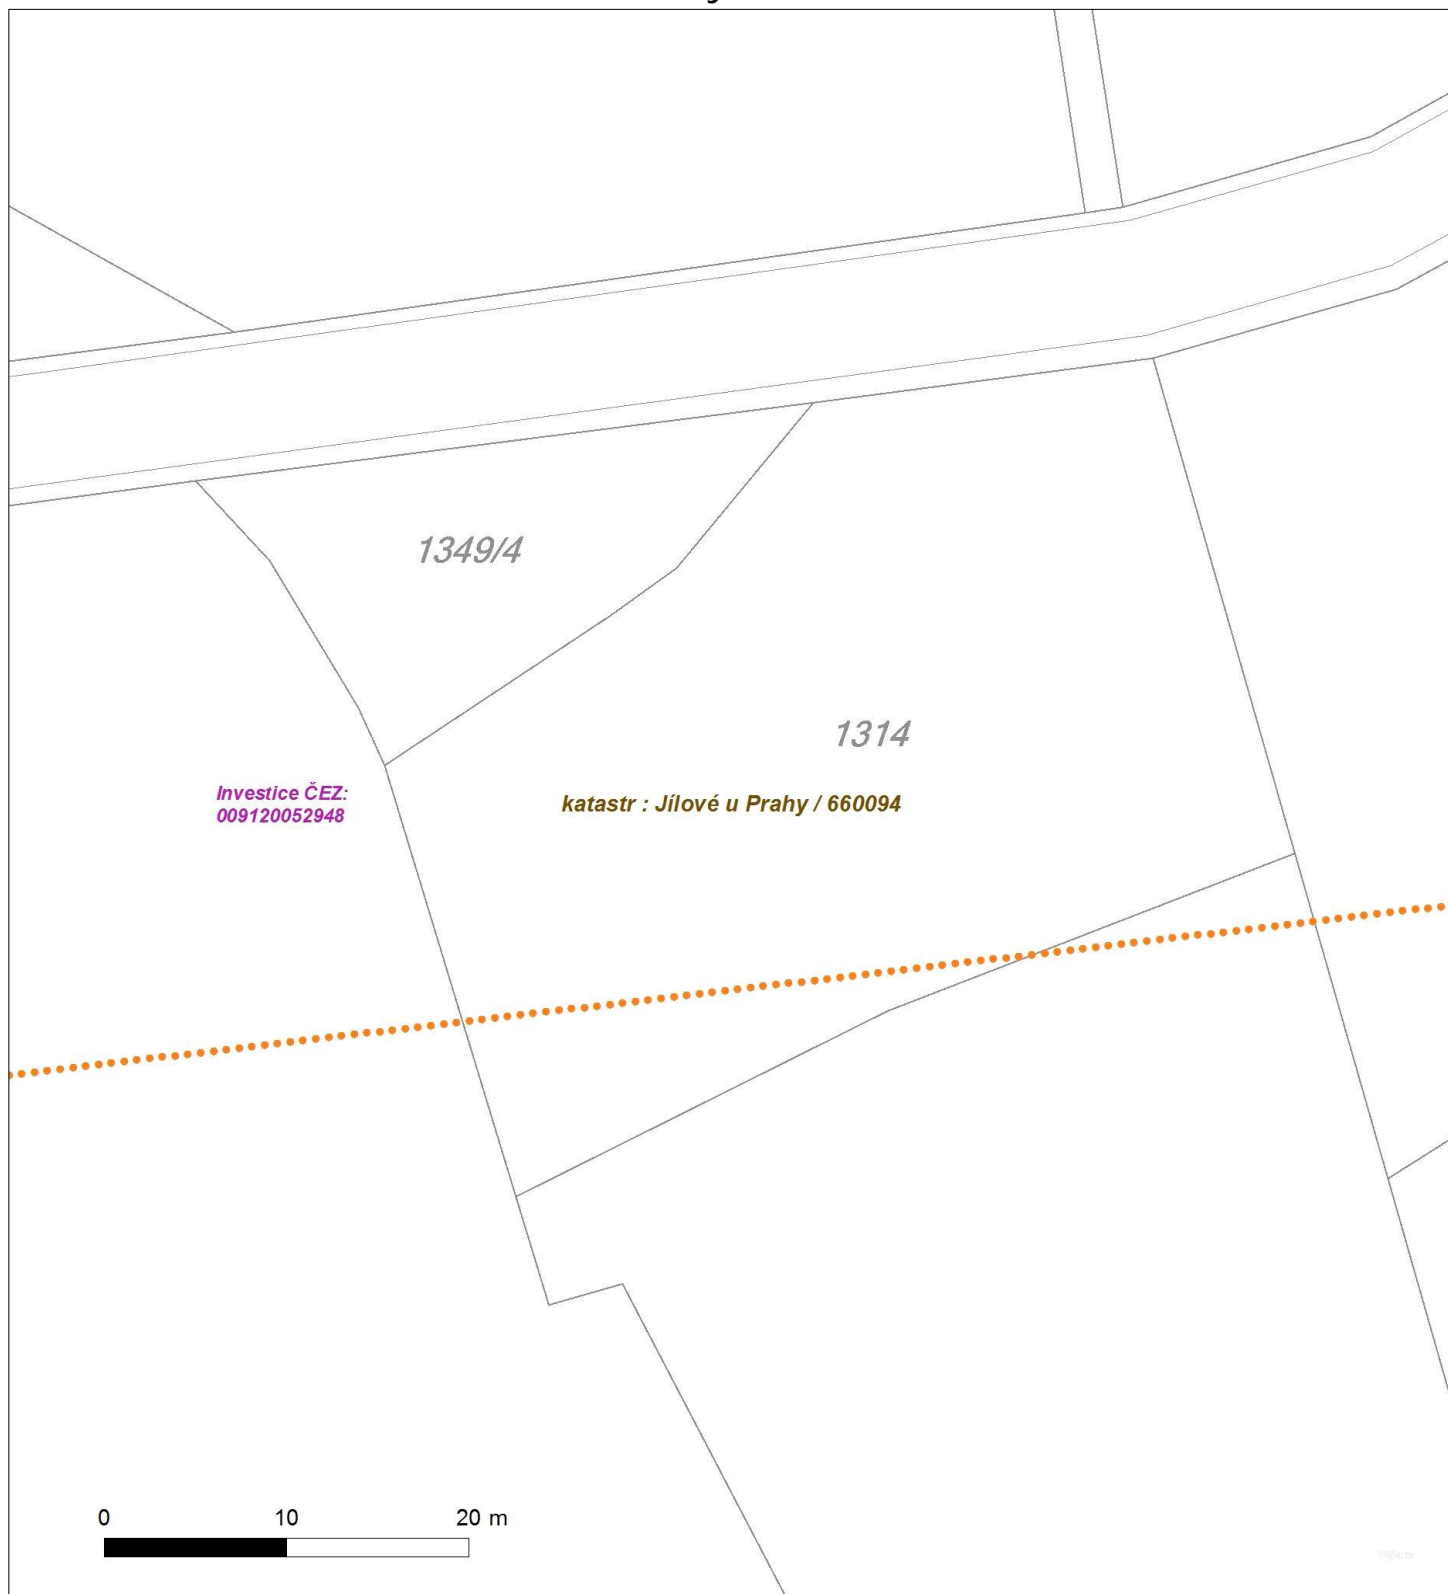 1349/4
1314
Investice ČEZ:
009120052948
katastr : Jílové u Prahy / 660094
0 10 20 m